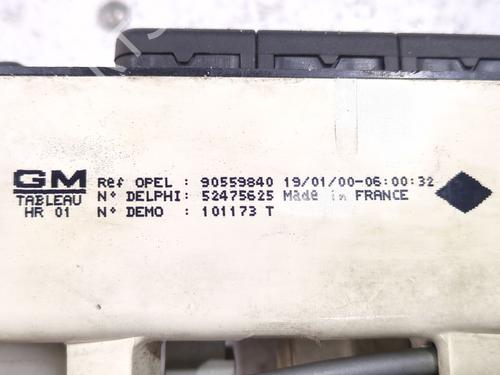 GM Réf OPEL : 90559840 19/01/00-06:00:32
TABLEAU N° DELPHI: 52475625 Made in FRANCE
HR 01 N° DEMO : 101173 T